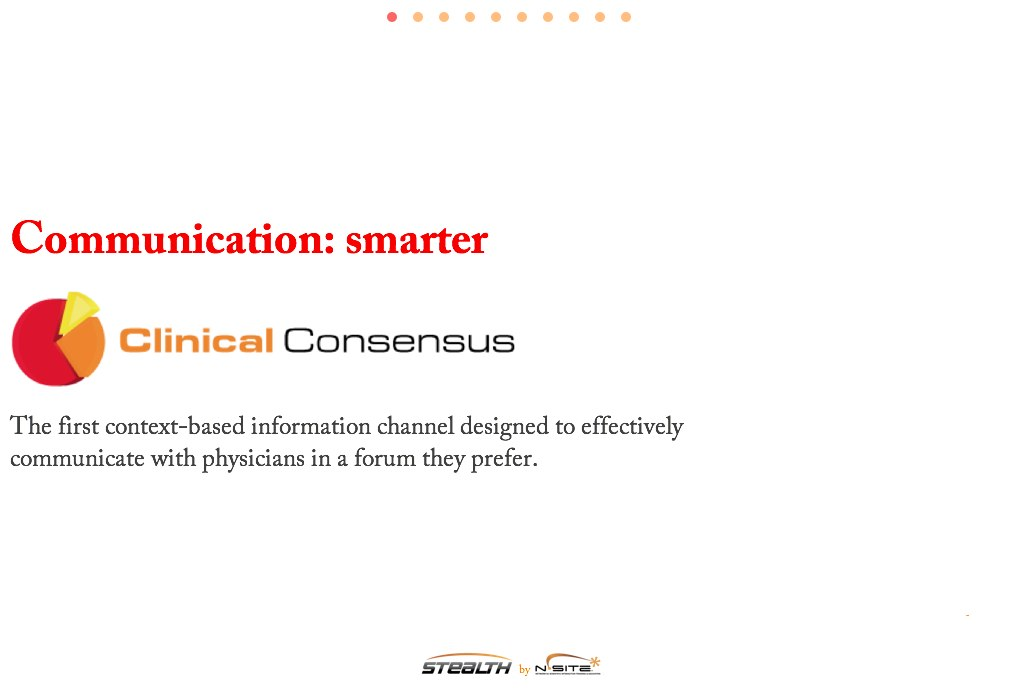 Communication: smarter
Clinical Consensus
The first context-based information channel designed to effectively
communicate with physicians in a forum they prefer.
STEALTH by N-SITE*